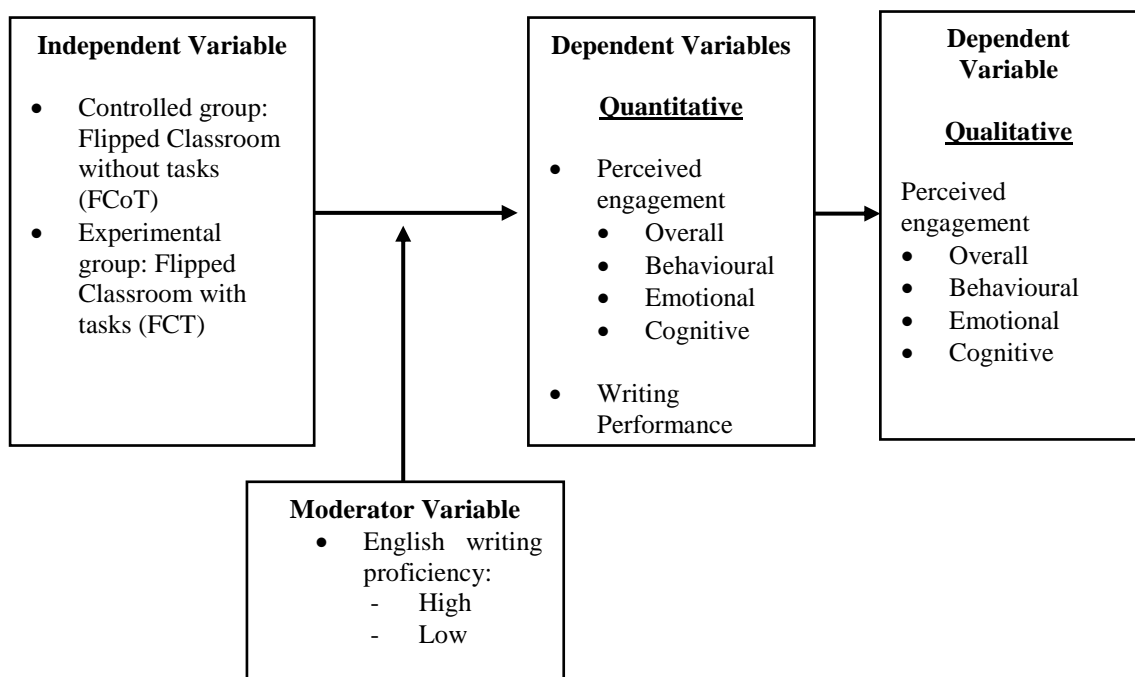 Independent Variable
• Controlled group:
Flipped Classroom
without tasks
(FCoT)
• Experimental
group: Flipped
Classroom with
tasks (FCT)
Dependent Variables
Quantitative
• Perceived
engagement
• Overall
• Behavioural
• Emotional
• Cognitive
• Writing
Performance
Dependent
Variable
Qualitative
Perceived
engagement
• Overall
• Behavioural
• Emotional
• Cognitive
Moderator Variable
• English writing
proficiency:
- High
- Low